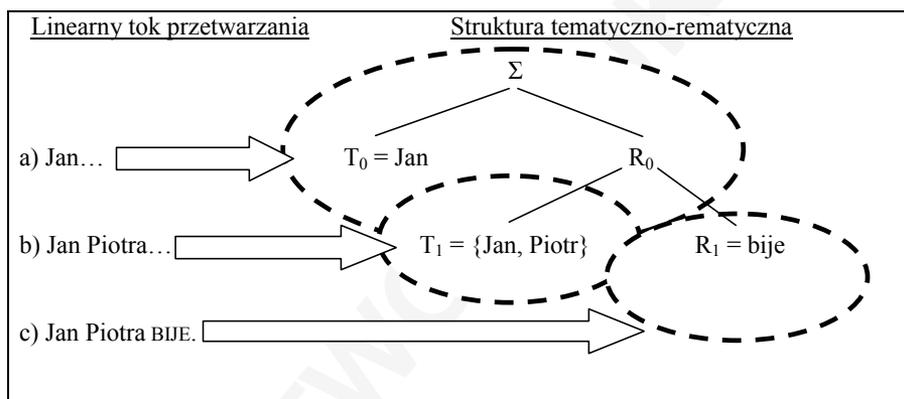 Linearny tok przetwarzania Struktura tematyczno-rematyczna
Σ
a) Jan… T₀ = Jan R₀
b) Jan Piotra… T₁ = {Jan, Piotr} R₁ = bije
c) Jan Piotra BIJE.